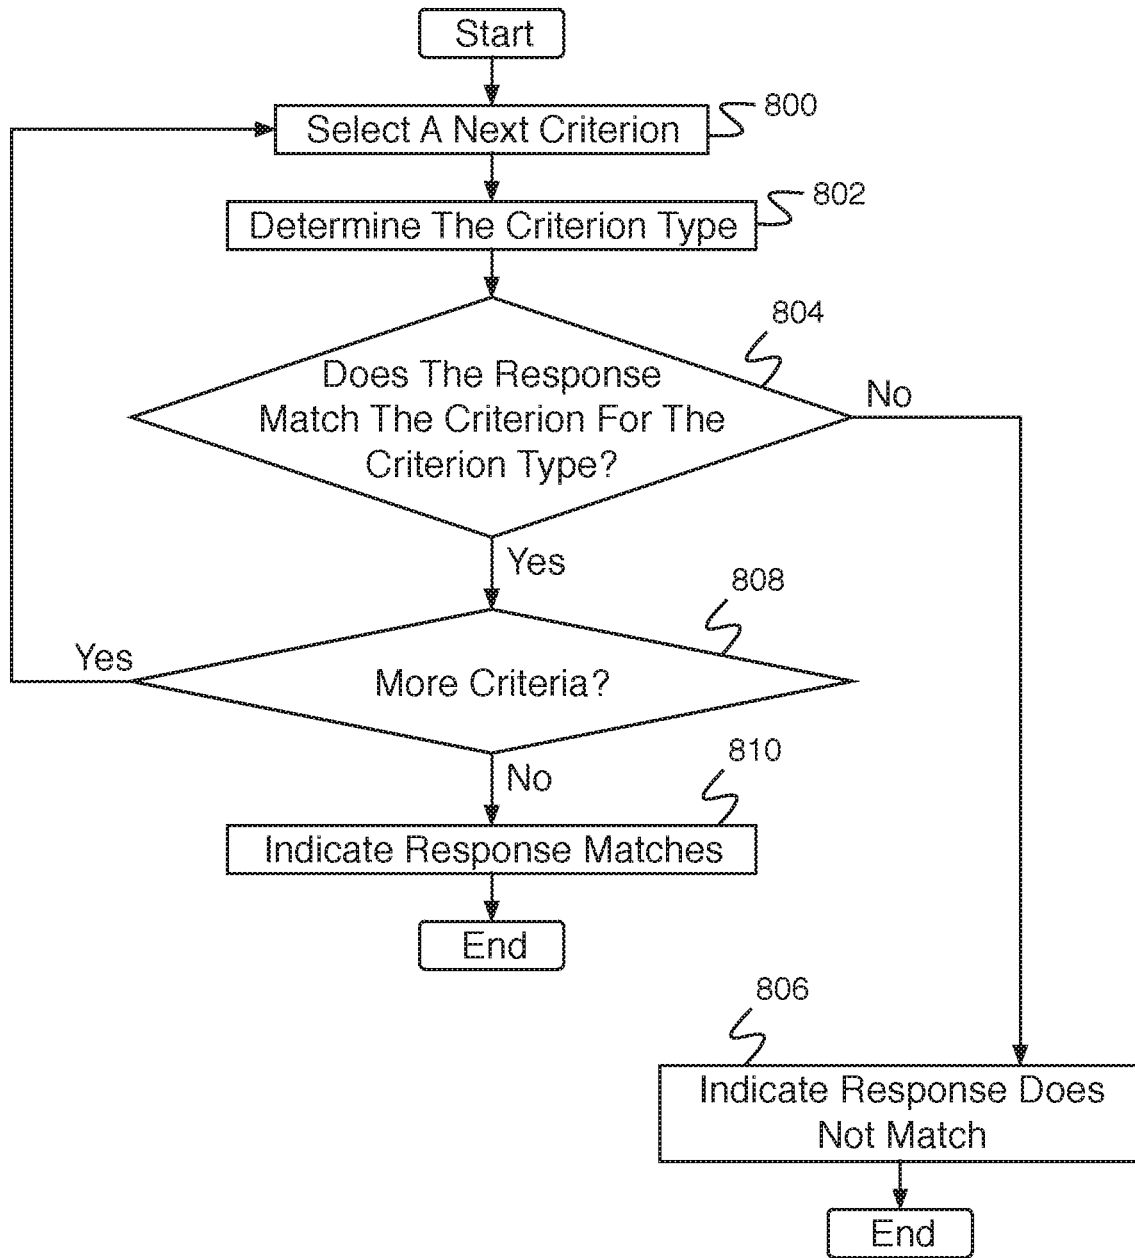 Start
Select A Next Criterion
800
Determine The Criterion Type
802
804
Does The Response
Match The Criterion For The
Criterion Type?
No
Yes
808
Yes
More Criteria?
810
No
Indicate Response Matches
End
806
Indicate Response Does
Not Match
End